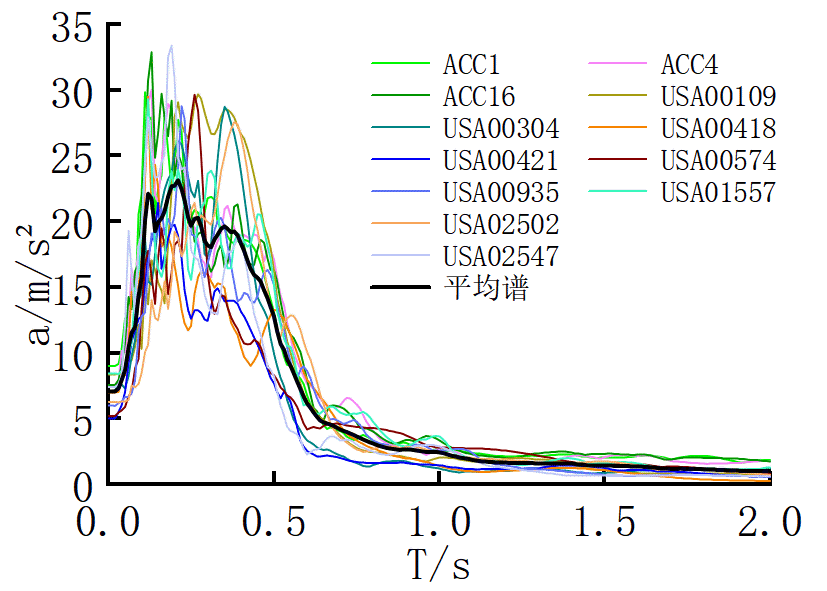 35
30
25
20
15
10
5
0
a/m/s²
ACC1
ACC4
ACC16
USA00109
USA00304
USA00418
USA00421
USA00574
USA00935
USA01557
USA02502
USA02547
平均谱
0.0 0.5 1.0 1.5 2.0
T/s